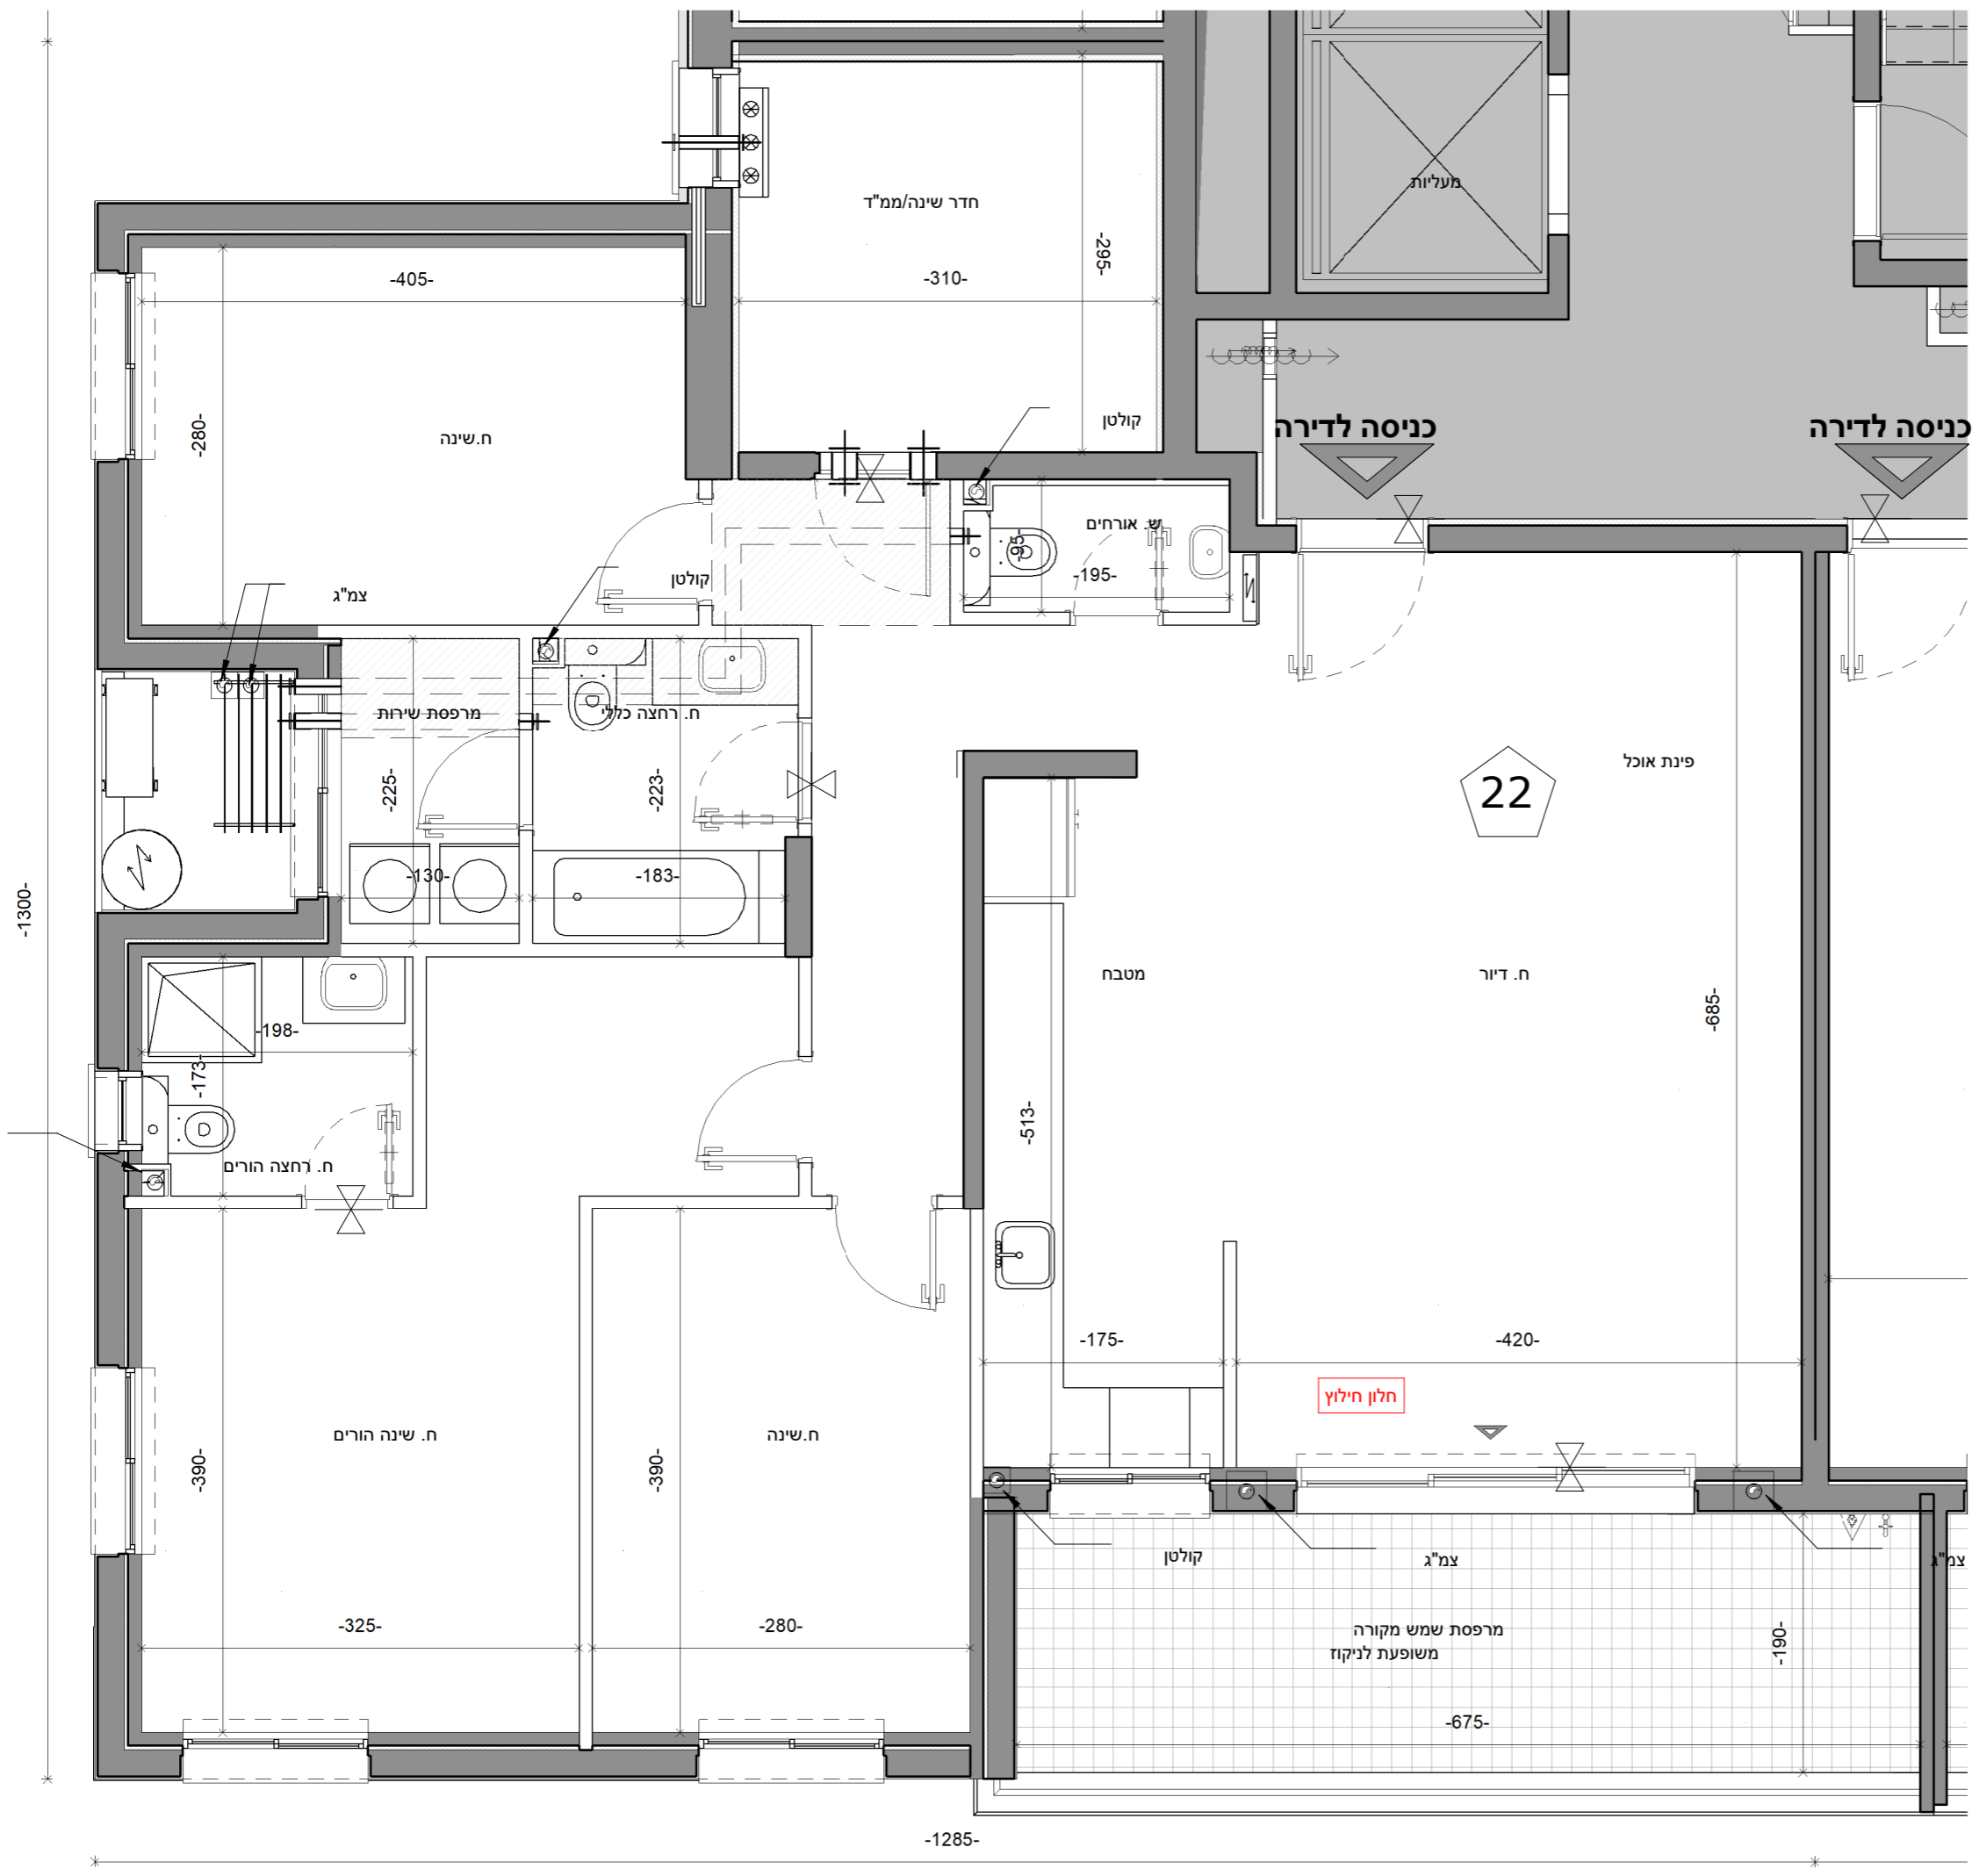 מעליות
חדר שינה/ממ"ד
-405-
-310-
-295-
קולטן
כניסה לדירה
כניסה לדירה
-280-
ח.שינה
ש. אורחים
-95-
-195-
קולטן
צמ"ג
מרפסת שירות
ח. רחצה כללי
פינת אוכל
22
-225-
-223-
-130-
-183-
-1300-
מטבח
ח. דיור
-685-
-198-
-173-
-513-
ח. רחצה הורים
-175-
-420-
חלון חילוץ
ח. שינה הורים
ח.שינה
-390-
-390-
קולטן
צמ"ג
צמ"ג
-325-
-280-
מרפסת שמש מקורה
משופעת לניקוז
-190-
-675-
-1285-